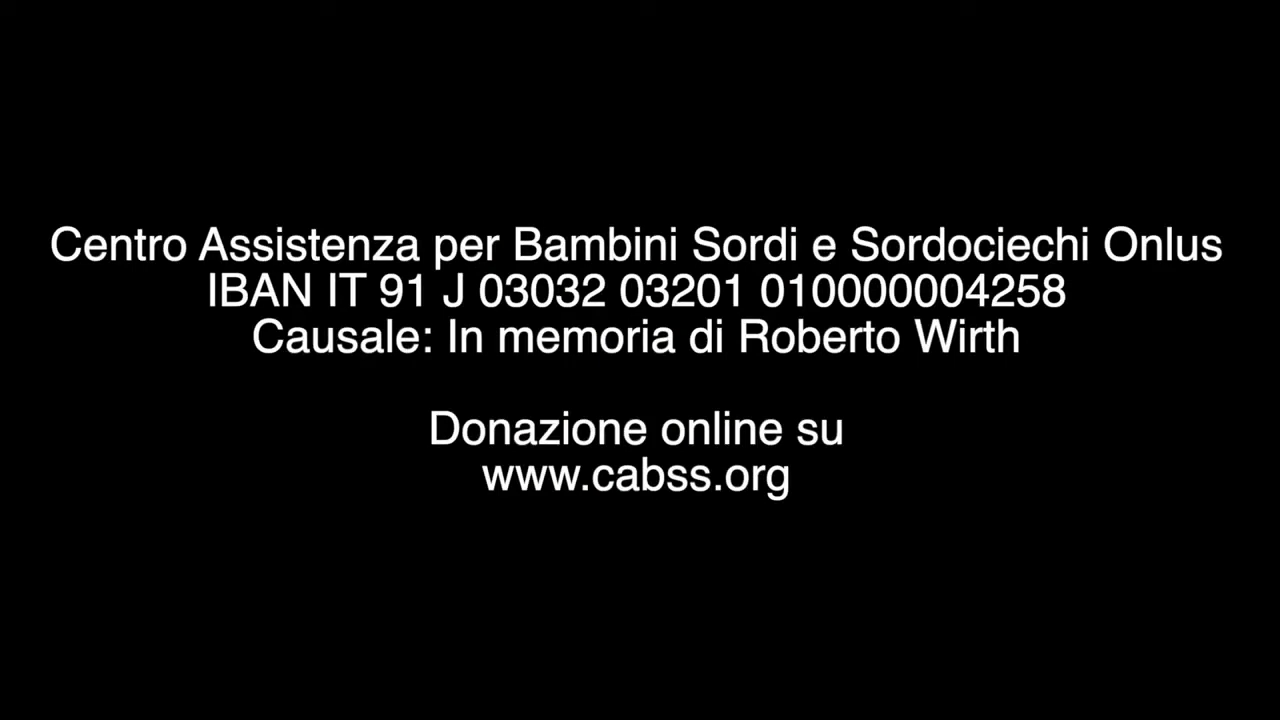 Centro Assistenza per Bambini Sordi e Sordociechi Onlus
IBAN IT 91 J 03032 03201 010000004258
Causale: In memoria di Roberto Wirth
Donazione online su
www.cabss.org